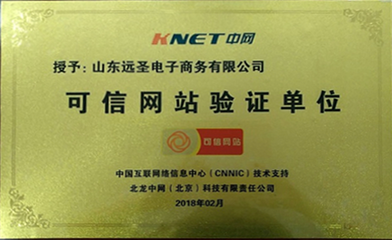 KNET中网
授予：山东远圣电子商务有限公司
可信网站验证单位
可信网站
中国互联网络信息中心（CNNIC）技术支持
北龙中网（北京）科技有限责任公司
2018年02月